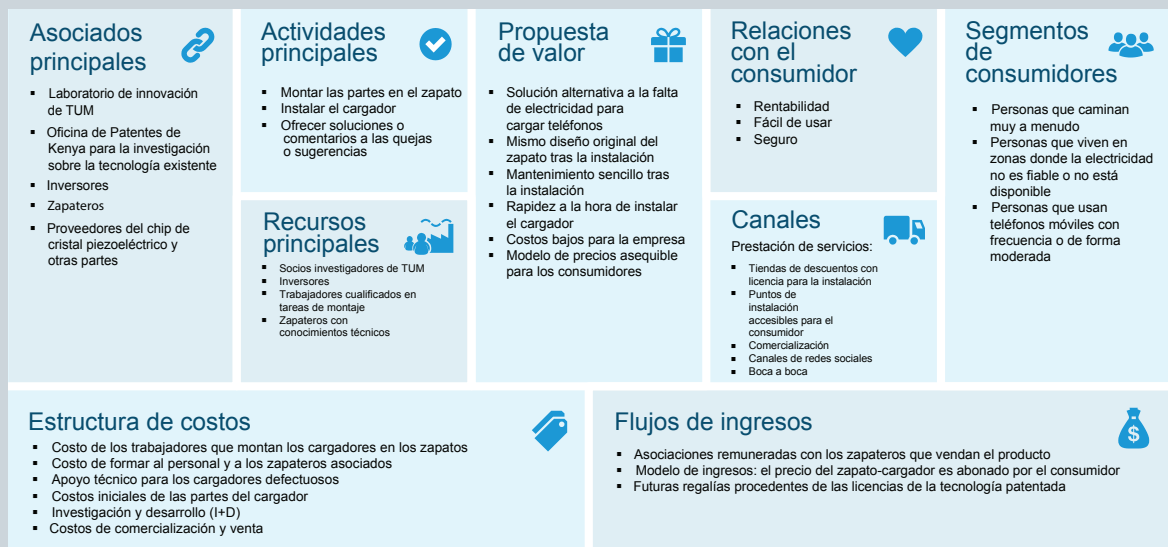 Asociados
principales
▪ Laboratorio de innovación
de TUM
▪ Oficina de Patentes de
Kenya para la investigación
sobre la tecnología existente
▪ Inversores
▪ Zapateros
▪ Proveedores del chip de
cristal piezoeléctrico y
otras partes
Actividades
principales
▪ Montar las partes en el zapato
▪ Instalar el cargador
▪ Ofrecer soluciones o
comentarios a las quejas
o sugerencias
Recursos
principales
▪ Socios investigadores de TUM
▪ Inversores
▪ Trabajadores cualificados en
tareas de montaje
▪ Zapateros con
conocimientos técnicos
Propuesta
de valor
▪ Solución alternativa a la falta
de electricidad para
cargar teléfonos
▪ Mismo diseño original del
zapato tras la instalación
▪ Mantenimiento sencillo tras
la instalación
▪ Rapidez a la hora de instalar
el cargador
▪ Costos bajos para la empresa
▪ Modelo de precios asequible
para los consumidores
Relaciones
con el
consumidor
▪ Rentabilidad
▪ Fácil de usar
▪ Seguro
Canales
Prestación de servicios:
▪ Tiendas de descuentos con
licencia para la instalación
▪ Puntos de
instalación
accesibles para el
consumidor
▪ Comercialización
▪ Canales de redes sociales
▪ Boca a boca
Segmentos
de
consumidores
▪ Personas que caminan
muy a menudo
▪ Personas que viven en
zonas donde la electricidad
no es fiable o no está
disponible
▪ Personas que usan
teléfonos móviles con
frecuencia o de forma
moderada
Estructura de costos
▪ Costo de los trabajadores que montan los cargadores en los zapatos
▪ Costo de formar al personal y a los zapateros asociados
▪ Apoyo técnico para los cargadores defectuosos
▪ Costos iniciales de las partes del cargador
▪ Investigación y desarrollo (I+D)
▪ Costos de comercialización y venta
Flujos de ingresos
$
▪ Asociaciones remuneradas con los zapateros que vendan el producto
▪ Modelo de ingresos: el precio del zapato-cargador es abonado por el consumidor
▪ Futuras regalías procedentes de las licencias de la tecnología patentada